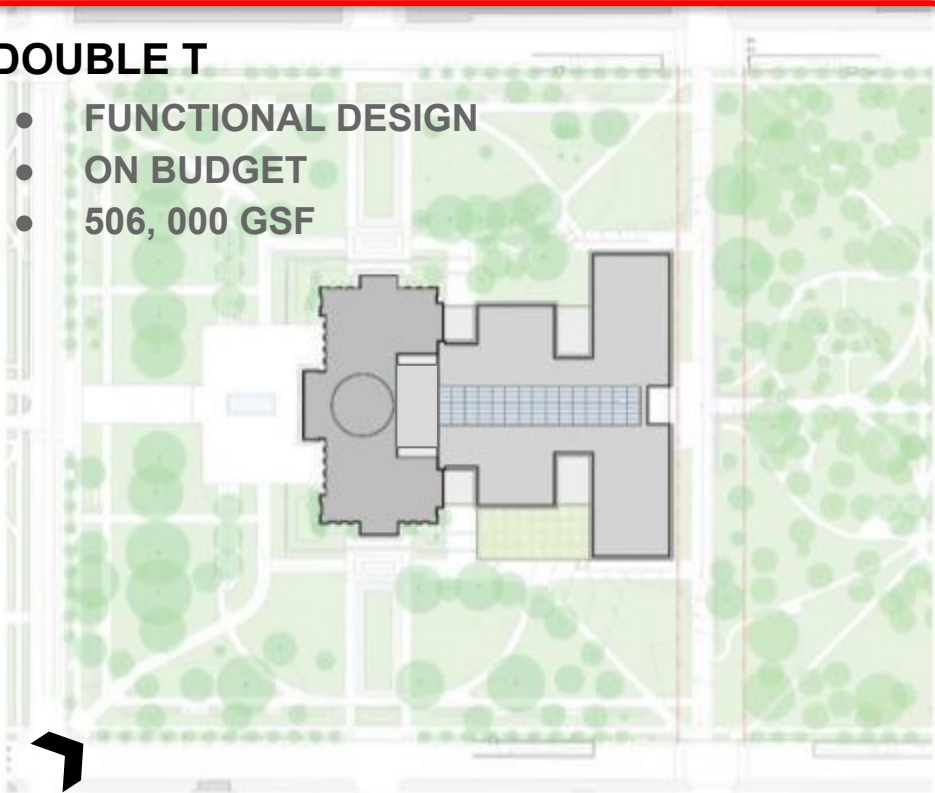 DOUBLE T
● FUNCTIONAL DESIGN
● ON BUDGET
● 506, 000 GSF